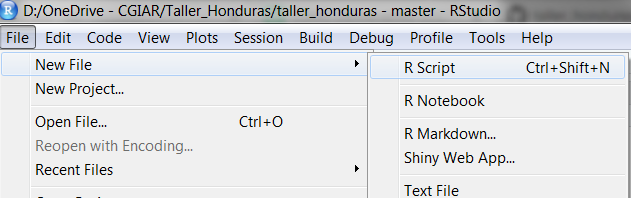 D:/OneDrive - CGIAR/Taller_Honduras/taller_honduras - master - RStudio
File Edit Code View Plots Session Build Debug Profile Tools Help
New File
New Project...
Open File... Ctrl+O
Reopen with Encoding...
Recent Files
R Script Ctrl+Shift+N
R Notebook
R Markdown...
Shiny Web App...
Text File